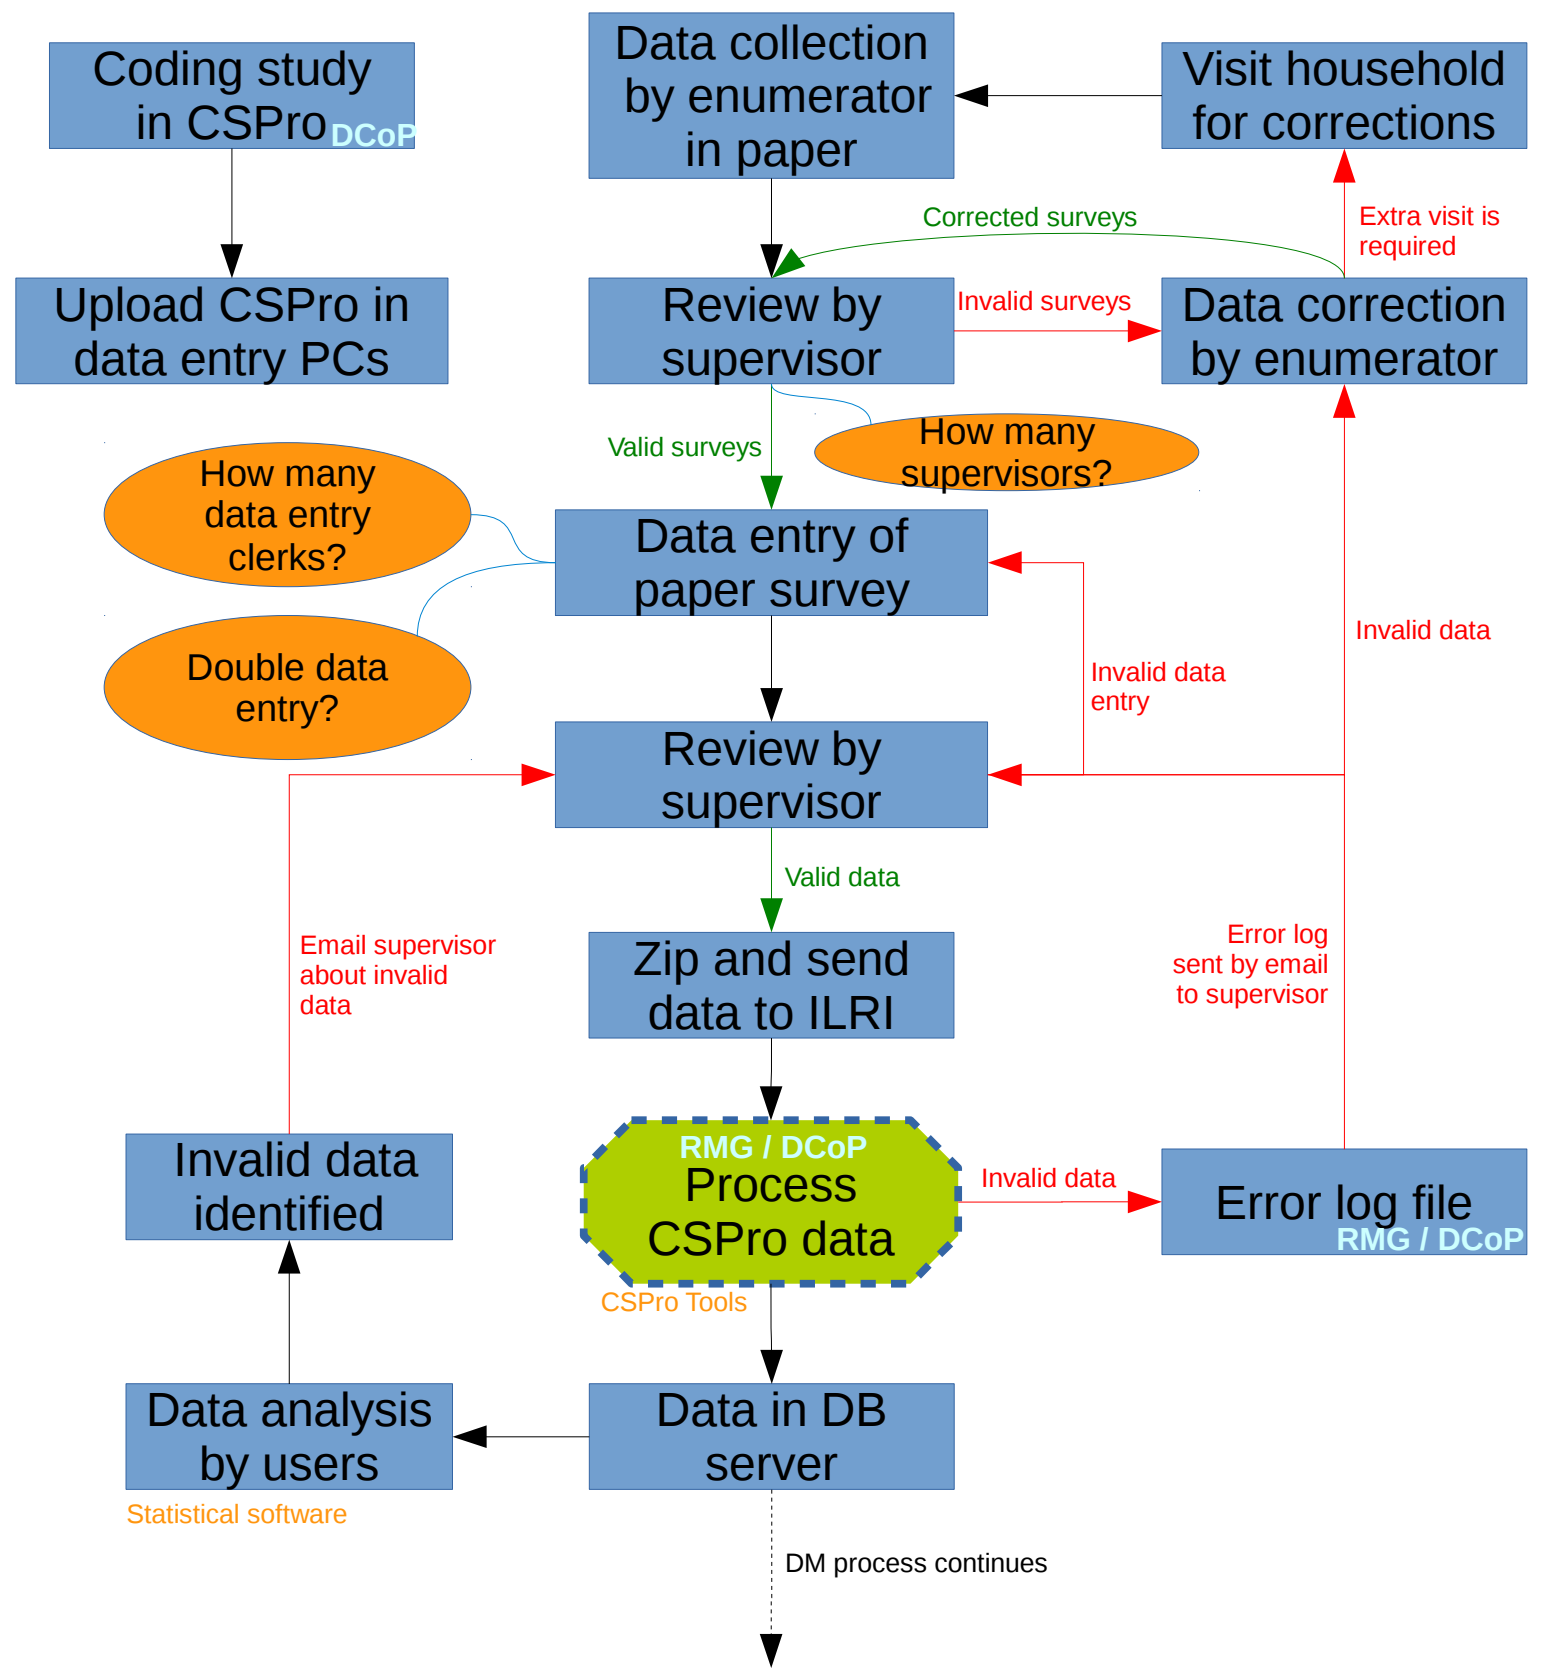 Coding study
in CSPro
DCoP
Data collection
by enumerator
in paper
Visit household
for corrections
Corrected surveys
Extra visit is
required
Upload CSPro in
data entry PCs
Review by
supervisor
Invalid surveys
Data correction
by enumerator
Valid surveys
How many
supervisors?
How many
data entry
clerks?
Data entry of
paper survey
Double data
entry?
Invalid data
entry
Invalid data
Review by
supervisor
Valid data
Email supervisor
about invalid
data
Zip and send
data to ILRI
Error log
sent by email
to supervisor
Invalid data
identified
RMG / DCoP
Process
CSPro data
CSPro Tools
Invalid data
Error log file
RMG / DCoP
Data analysis
by users
Statistical software
Data in DB
server
DM process continues